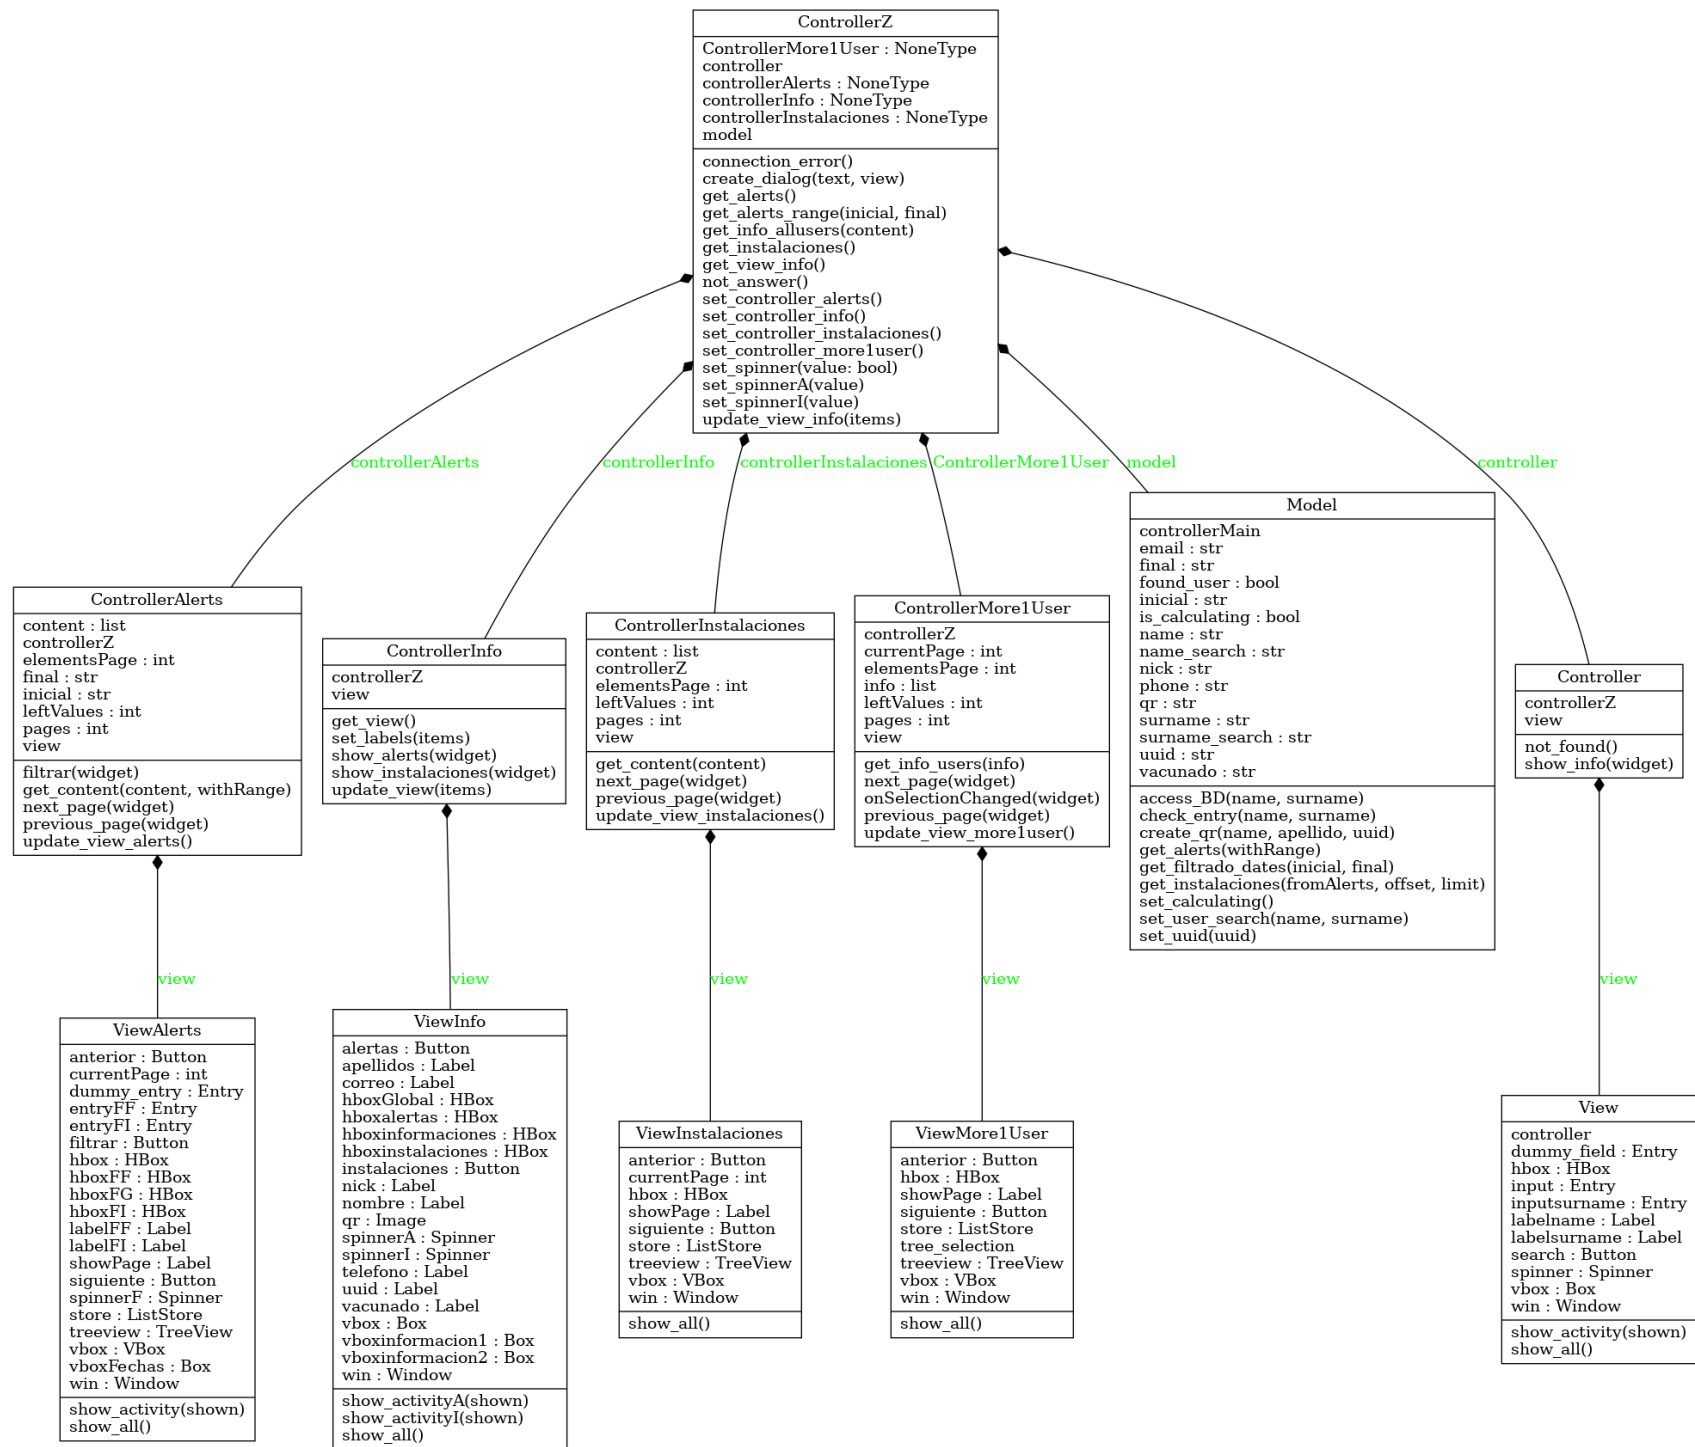 ControllerZ
ControllerMore1User : NoneType
controller
controllerAlerts : NoneType
controllerInfo : NoneType
controllerInstalaciones : NoneType
model
connection_error()
create_dialog(text, view)
get_alerts()
get_alerts_range(inicial, final)
get_info_allusers(content)
get_instalaciones()
get_view_info()
not_answer()
set_controller_alerts()
set_controller_info()
set_controller_instalaciones()
set_controller_more1user()
set_spinner(value: bool)
set_spinnerA(value)
set_spinnerI(value)
update_view_info(items)
controllerAlerts
controllerInfo
controllerInstalaciones
ControllerMore1User
model
controller
ControllerAlerts
content : list
controllerZ
elementsPage : int
final : str
inicial : str
leftValues : int
pages : int
view
filtrar(widget)
get_content(content, withRange)
next_page(widget)
previous_page(widget)
update_view_alerts()
ControllerInfo
controllerZ
view
get_view()
set_labels(items)
show_alerts(widget)
show_instalaciones(widget)
update_view(items)
ControllerInstalaciones
content : list
controllerZ
elementsPage : int
leftValues : int
pages : int
view
get_content(content)
next_page(widget)
previous_page(widget)
update_view_instalaciones()
ControllerMore1User
controllerZ
currentPage : int
elementsPage : int
info : list
leftValues : int
pages : int
view
get_info_users(info)
next_page(widget)
onSelectionChanged(widget)
previous_page(widget)
update_view_more1user()
Model
controllerMain
email : str
final : str
found_user : bool
inicial : str
is_calculating : bool
name : str
name_search : str
nick : str
phone : str
qr : str
surname : str
surname_search : str
uuid : str
vacunado : str
access_BD(name, surname)
check_entry(name, surname)
create_qr(name, apellido, uuid)
get_alerts(withRange)
get_filtrado_dates(inicial, final)
get_instalaciones(fromAlerts, offset, limit)
set_calculating()
set_user_search(name, surname)
set_uuid(uuid)
Controller
controllerZ
view
not_found()
show_info(widget)
view
view
view
view
view
ViewAlerts
anterior : Button
currentPage : int
dummy_entry : Entry
entryFF : Entry
entryFI : Entry
filtrar : Button
hbox : HBox
hboxFF : HBox
hboxFG : HBox
hboxFI : HBox
labelFF : Label
labelFI : Label
showPage : Label
siguiente : Button
spinnerF : Spinner
store : ListStore
treeview : TreeView
vbox : VBox
vboxFechas : Box
win : Window
show_activity(shown)
show_all()
ViewInfo
alertas : Button
apellidos : Label
correo : Label
hboxGlobal : HBox
hboxalertas : HBox
hboxinformaciones : HBox
hboxinstalaciones : HBox
instalaciones : Button
nick : Label
nombre : Label
qr : Image
spinnerA : Spinner
spinnerI : Spinner
telefono : Label
uuid : Label
vacunado : Label
vbox : Box
vboxinformacion1 : Box
vboxinformacion2 : Box
win : Window
show_activityA(shown)
show_activityI(shown)
show_all()
ViewInstalaciones
anterior : Button
currentPage : int
hbox : HBox
showPage : Label
siguiente : Button
store : ListStore
treeview : TreeView
vbox : VBox
win : Window
show_all()
ViewMore1User
anterior : Button
hbox : HBox
showPage : Label
siguiente : Button
store : ListStore
tree_selection
treeview : TreeView
vbox : VBox
win : Window
show_all()
View
controller
dummy_field : Entry
hbox : HBox
input : Entry
inputsurname : Entry
labelname : Label
labelsurname : Label
search : Button
spinner : Spinner
vbox : Box
win : Window
show_activity(shown)
show_all()